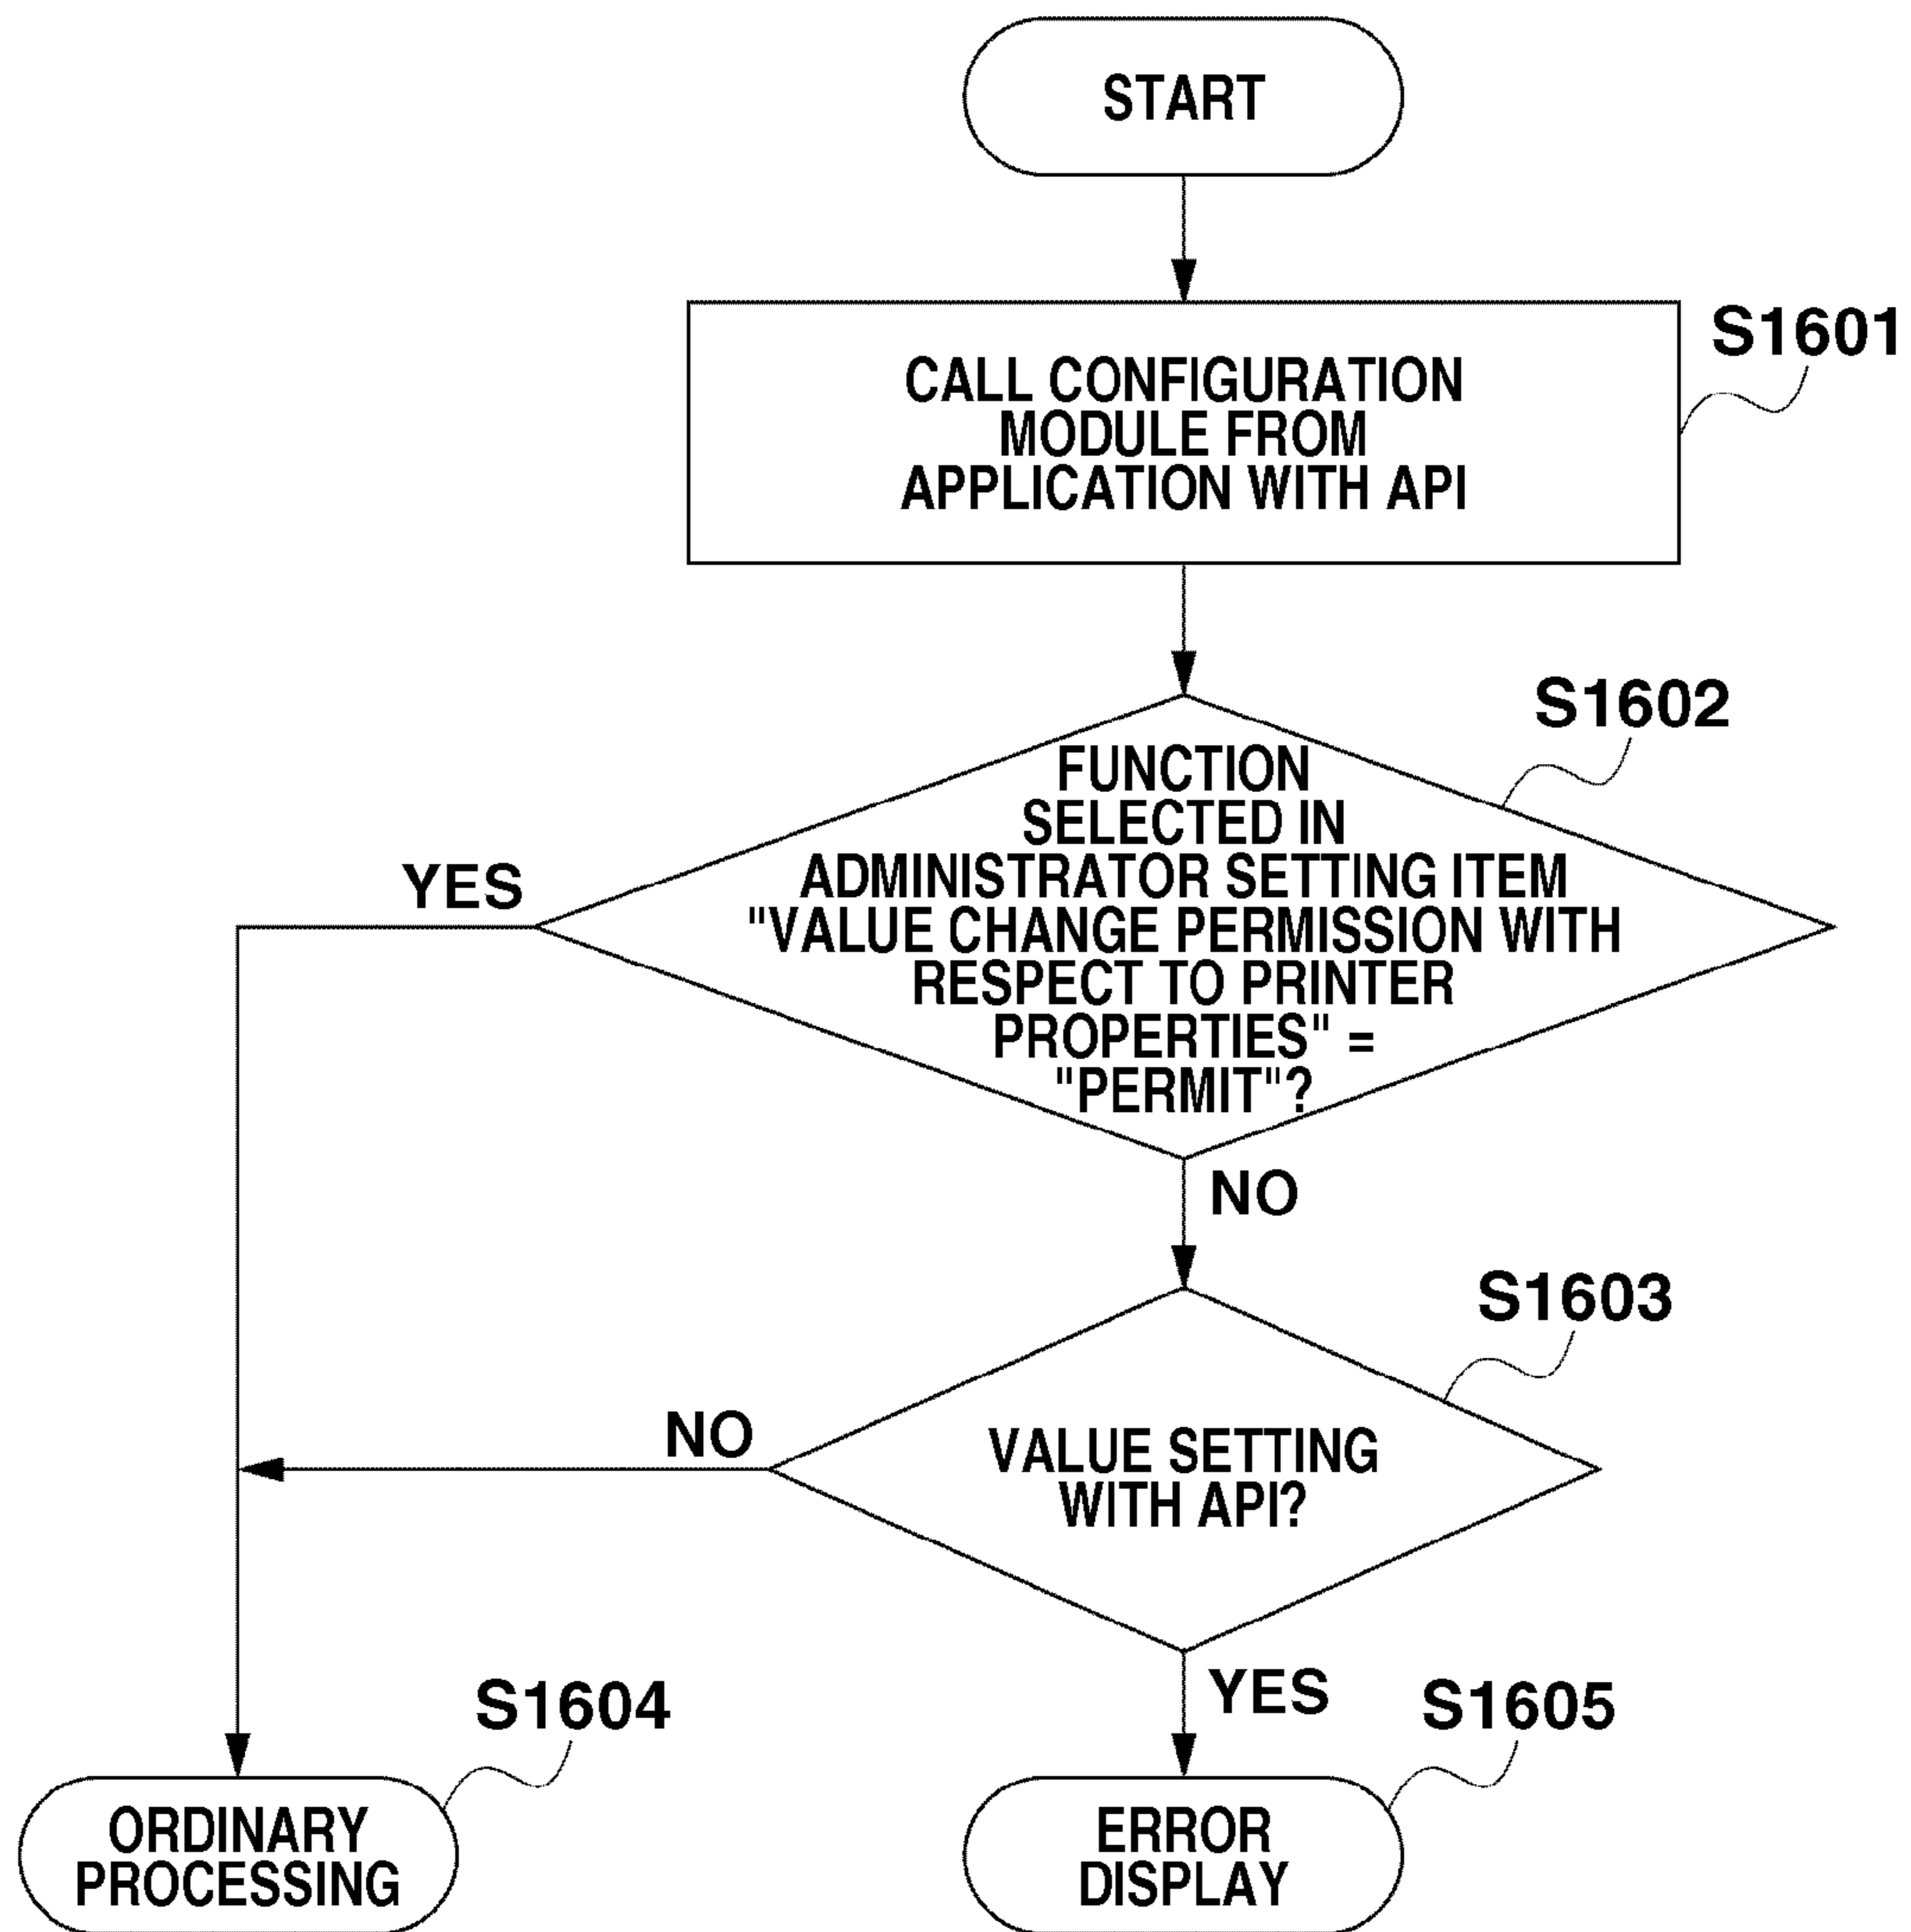 START
S1601
CALL CONFIGURATION
MODULE FROM
APPLICATION WITH API
S1602
FUNCTION
SELECTED IN
ADMINISTRATOR SETTING ITEM
"VALUE CHANGE PERMISSION WITH
RESPECT TO PRINTER
PROPERTIES" =
"PERMIT"?
YES
NO
S1603
NO
VALUE SETTING
WITH API?
YES
S1604
S1605
ORDINARY
PROCESSING
ERROR
DISPLAY